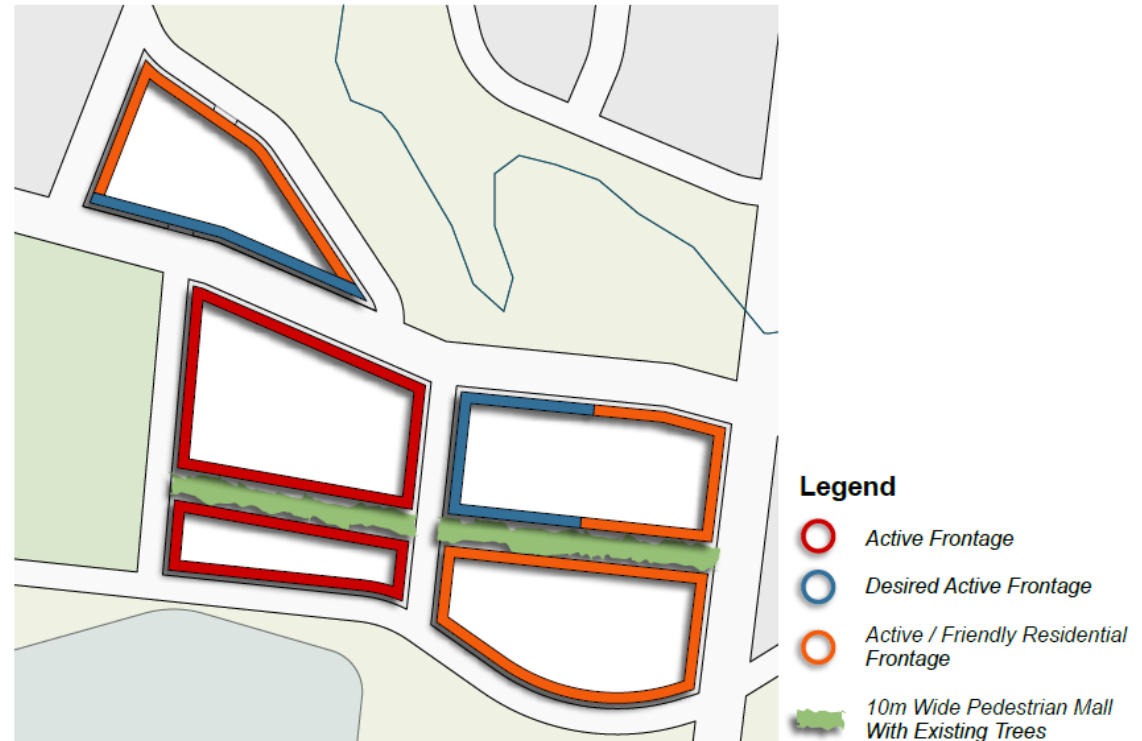 Legend
Active Frontage
Desired Active Frontage
Active / Friendly Residential
Frontage
10m Wide Pedestrian Mall
With Existing Trees